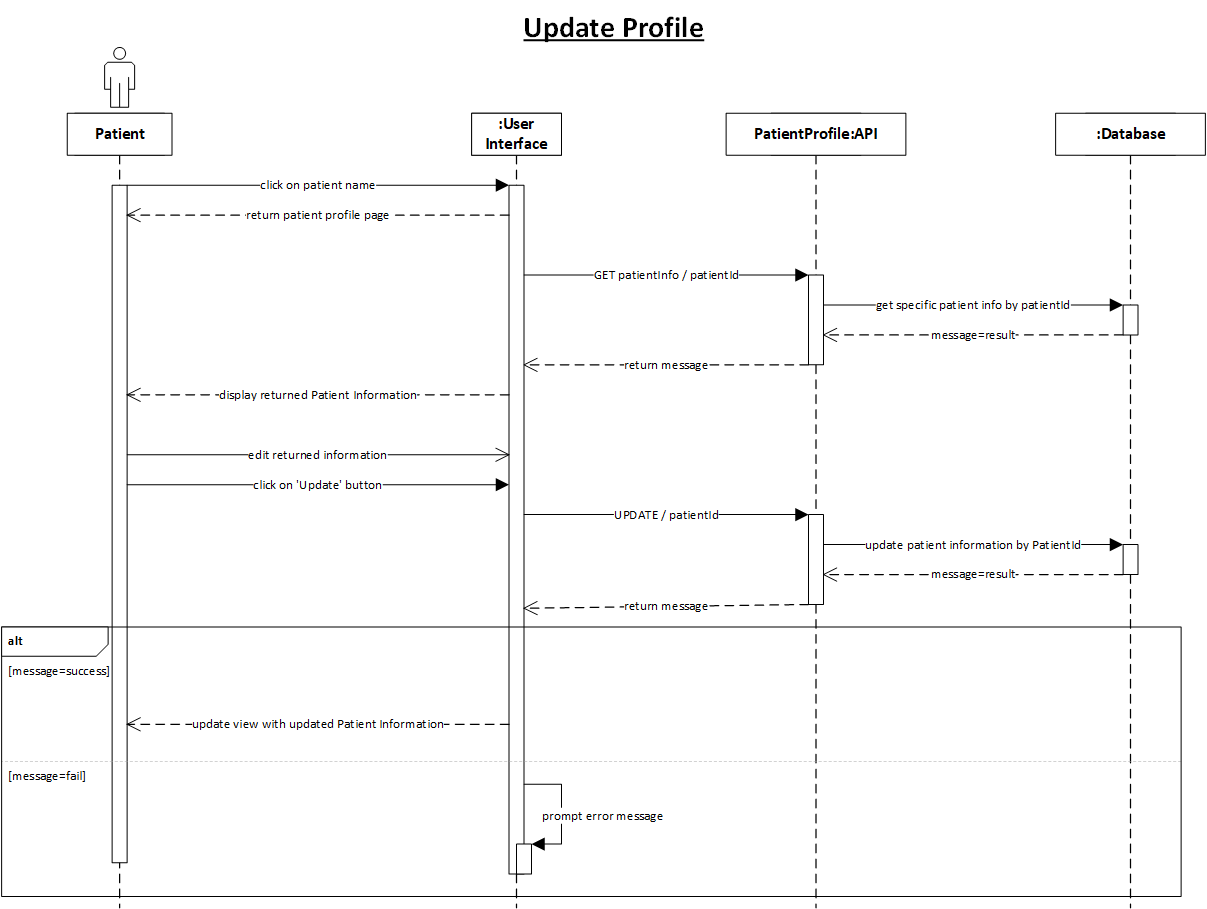 Update Profile
Patient
:User
Interface
PatientProfile:API
:Database
click on patient name
return patient profile page
GET patientInfo / patientId
get specific patient info by patientId
message=result
return message
display returned Patient Information
edit returned information
click on 'Update' button
UPDATE / patientId
update patient information by PatientId
message=result
return message
alt
[message=success]
update view with updated Patient Information
[message=fail]
prompt error message